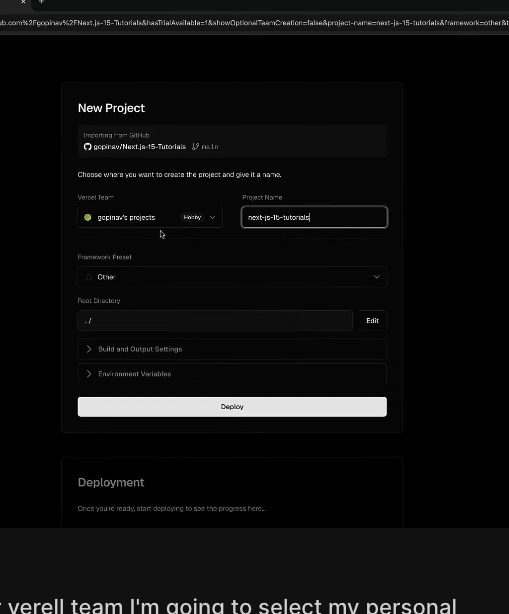 ub.com%2Fgopinav%2FNext.js-15-Tutorials&hasTrialAvailable=1&showOptionalTeamCreation=false&project-name=next-js-15-tutorials&framework=other&t
New Project
Importing from GitHub
gopinav/Next.js-15-Tutorials main
Choose where you want to create the project and give it a name.
Vercel Team Project Name
gopinav's projects Hobby next-js-15-tutorials
Framework Preset
Other
Root Directory
./ Edit
Build and Output Settings
Environment Variables
Deploy
Deployment
Once you're ready, start deploying to see the progress here...
r verell team I'm going to select my personal